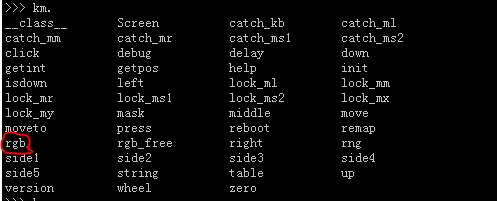 >>> km.
__class__ Screen catch_kb catch_ml
catch_mm catch_mr catch_ms1 catch_ms2
click debug delay down
getint getpos help init
isdown left lock_ml lock_mm
lock_mr lock_ms1 lock_ms2 lock_mx
lock_my mask middle move
moveto press reboot remap
rgb rgb_free right rng
side1 side2 side3 side4
side5 string table up
version wheel zero